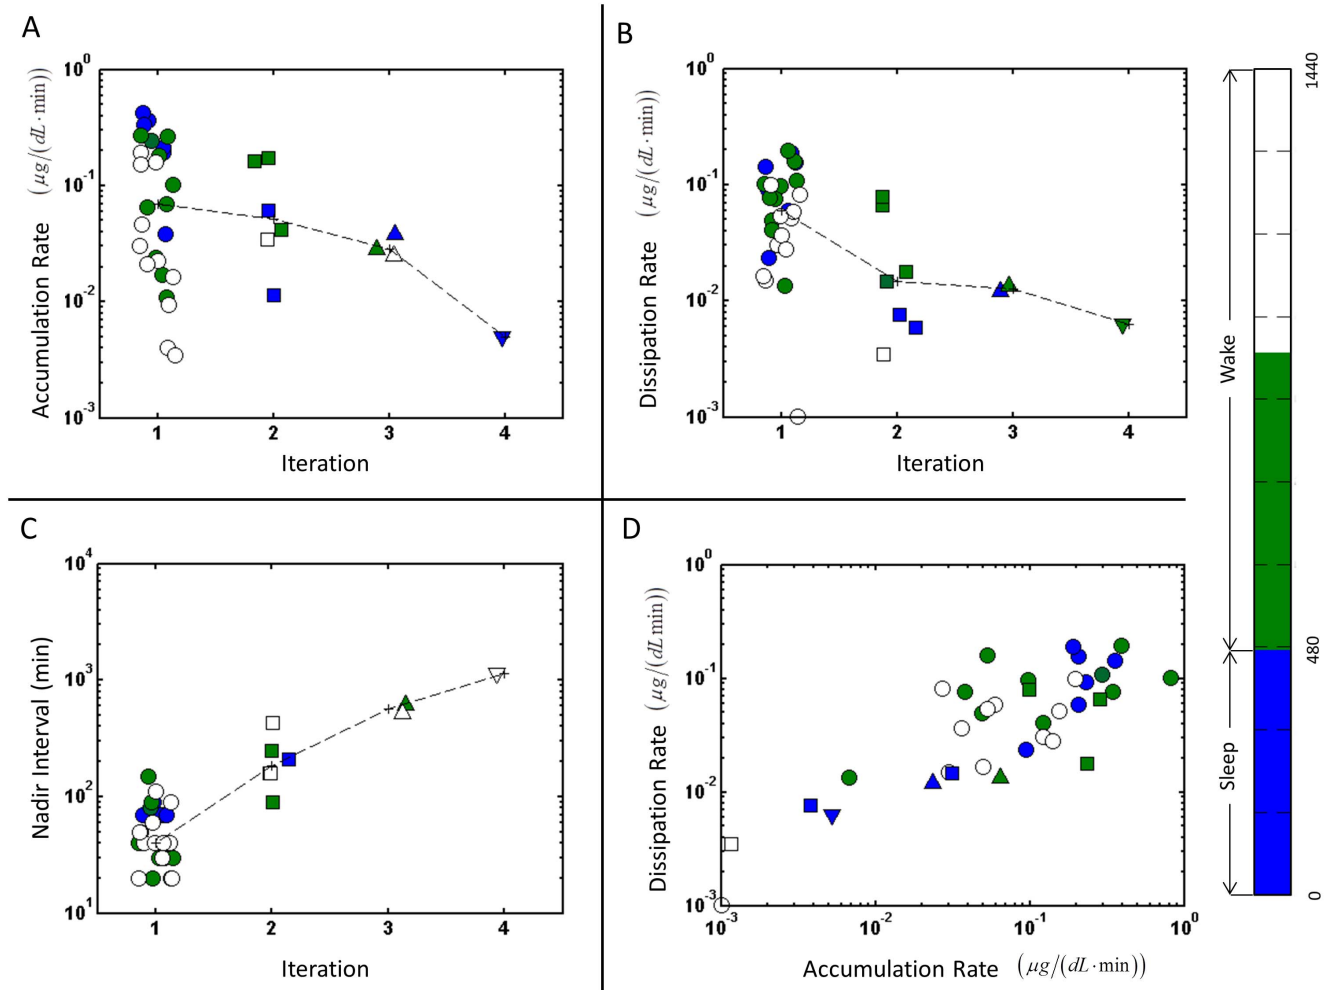 A
10^0
10^-1
10^-2
10^-3
Accumulation Rate (μg/(dL·min))
1 2 3 4
Iteration
B
10^0
10^-1
10^-2
10^-3
Dissipation Rate (μg/(dL·min))
1 2 3 4
Iteration
C
10^4
10^3
10^2
10^1
Nadir Interval (min)
1 2 3 4
Iteration
D
10^0
10^-1
10^-2
10^-3
Dissipation Rate (μg/(dL min))
10^-3 10^-2 10^-1 10^0
Accumulation Rate (μg/(dL·min))
1440
Wake
480
Sleep
0